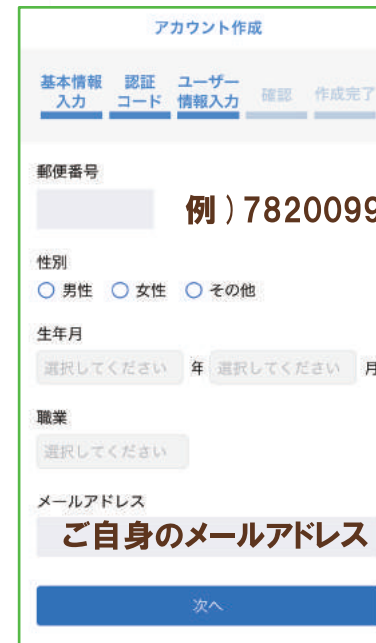 アカウント作成
基本情報入力 認証コード ユーザー情報入力 確認 作成完了
郵便番号
例）7820099
性別
男性 女性 その他
生年月
選択してください 年 選択してください 月
職業
選択してください
メールアドレス
ご自身のメールアドレス
次へ